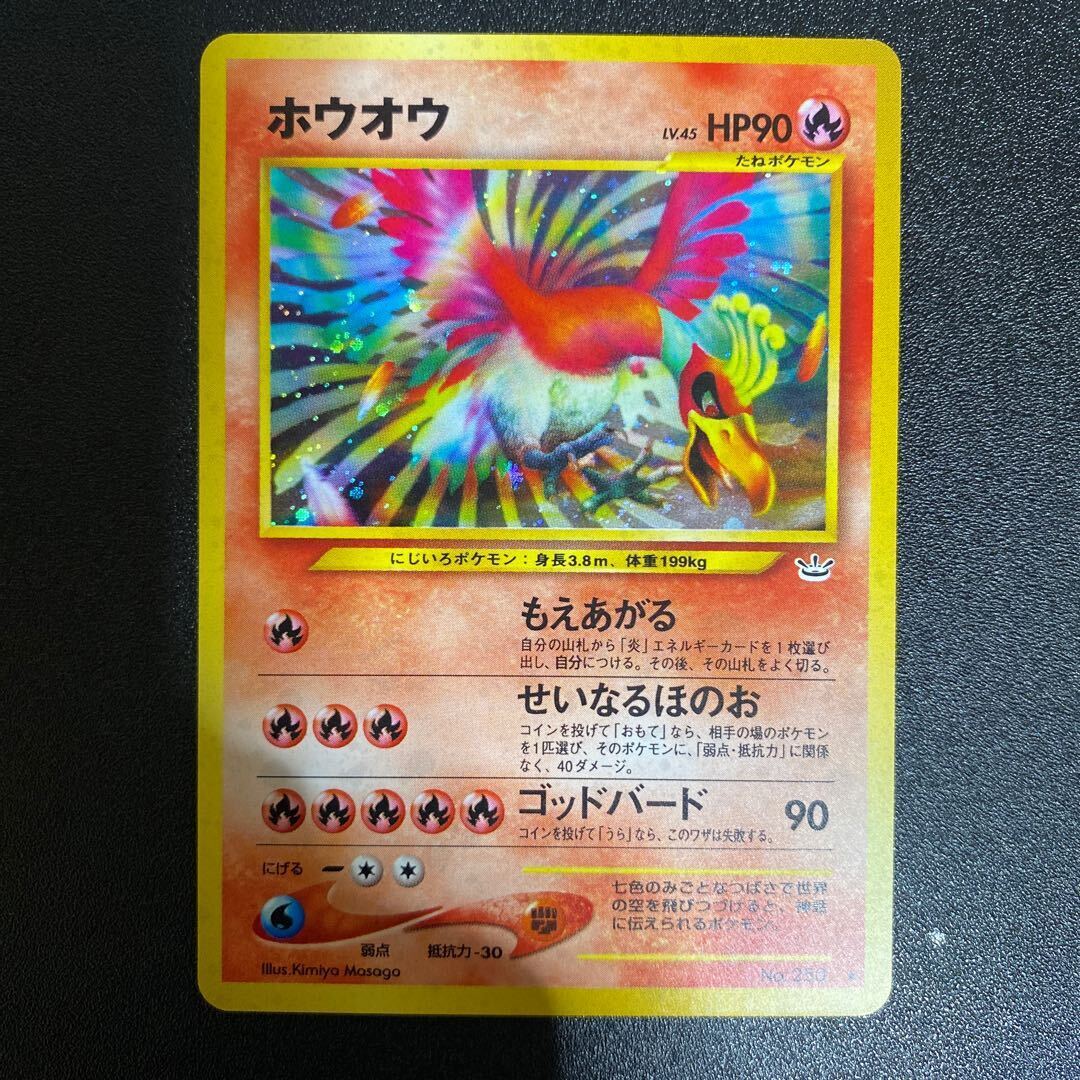 ホウオウ
LV.45 HP90
たねポケモン
にじいろポケモン：身長3.8m、体重199kg
もえあがる
自分の山札から「炎」エネルギーカードを1枚選び
出し、自分につける。その後、その山札をよく切る。
せいなるほのお
コインを投げて「おもて」なら、相手の場のポケモン
を1匹選び、そのポケモンに、「弱点・抵抗力」に関係
なく、40ダメージ。
ゴッドバード 90
コインを投げて「うら」なら、このワザは失敗する。
にげる
七色のみごとなつばさで世界
の空を飛びつづけると、神話
に伝えられるポケモン。
弱点 抵抗力-30
Illus.Kimiya Masago
No. 250